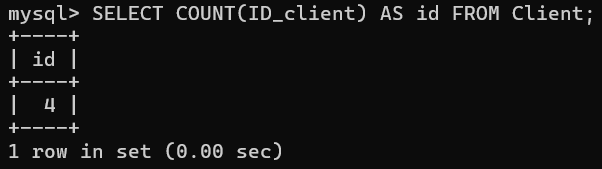 mysql> SELECT COUNT(ID_client) AS id FROM Client;
+----+
| id |
+----+
|  4 |
+----+
1 row in set (0.00 sec)